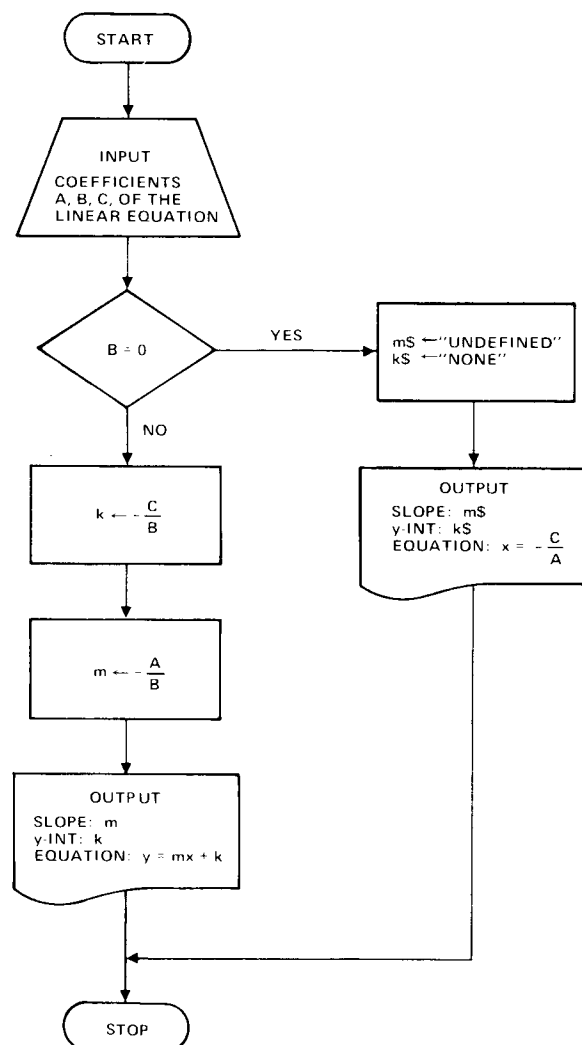 START
INPUT
COEFFICIENTS
A, B, C, OF THE
LINEAR EQUATION
B = 0
YES
m$ ←"UNDEFINED"
k$ ←"NONE"
NO
OUTPUT
SLOPE: m$
y-INT: k$
EQUATION: x = - C/A
k ← - C/B
m ← - A/B
OUTPUT
SLOPE: m
y-INT: k
EQUATION: y = mx + k
STOP